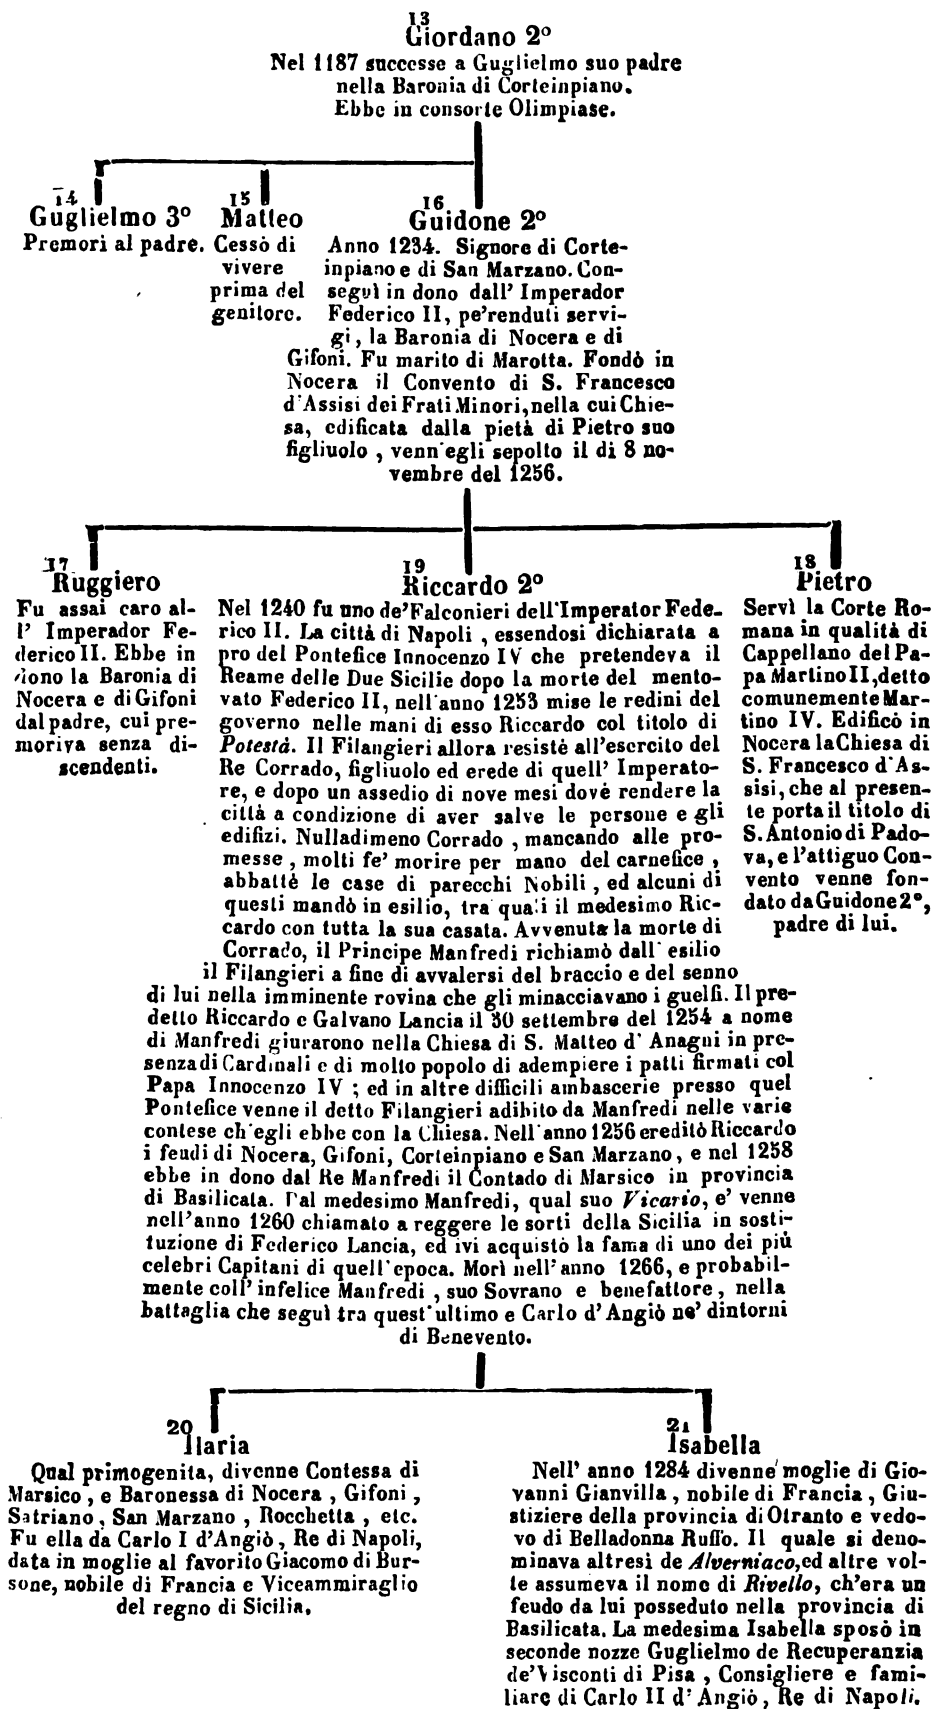 13
Giordano 2º
Nel 1187 successe a Guglielmo suo padre
nella Baronia di Corteinpiano.
Ebbe in consorte Olimpiase.
14
Guglielmo 3º
Premorì al padre.
15
Matteo
Cessò di
vivere
prima del
genitore.
16
Guidone 2º
Anno 1234. Signore di Corte-
inpiano e di San Marzano. Con-
seguì in dono dall' Imperador
Federico II, pe'renduti servi-
gi, la Baronia di Nocera e di
Gifoni. Fu marito di Marotta. Fondò in
Nocera il Convento di S. Francesco
d'Assisi dei Frati Minori, nella cui Chie-
sa, edificata dalla pietà di Pietro suo
figliuolo, venn'egli sepolto il dì 8 no-
vembre del 1256.
17
Ruggiero
Fu assai caro al-
l' Imperador Fe-
derico II. Ebbe in
dono la Baronia di
Nocera e di Gifoni
dal padre, cui pre-
moriva senza di-
scendenti.
19
Riccardo 2º
Nel 1240 fu uno de'Falconieri dell'Imperator Fede-
rico II. La città di Napoli, essendosi dichiarata a
pro del Pontefice Innocenzo IV che pretendeva il
Reame delle Due Sicilie dopo la morte del mento-
vato Federico II, nell'anno 1253 mise le redini del
governo nelle mani di esso Riccardo col titolo di
Potestà. Il Filangieri allora resistè all'esercito del
Re Corrado, figliuolo ed erede di quell' Imperato-
re, e dopo un assedio di nove mesi dovè rendere la
città a condizione di aver salve le persone e gli
edifizi. Nulladimeno Corrado, mancando alle pro-
messe, molti fe' morire per mano del carnefice,
abbattè le case di parecchi Nobili, ed alcuni di
questi mandò in esilio, tra quali il medesimo Ric-
cardo con tutta la sua casata. Avvenuta la morte di
Corrado, il Principe Manfredi richiamò dall' esilio
il Filangieri a fine di avvalersi del braccio e del senno
di lui nella imminente rovina che gli minacciavano i guelfi. Il pre-
detto Riccardo e Galvano Lancia il 30 settembre del 1254 a nome
di Manfredi giurarono nella Chiesa di S. Matteo d' Anagni in pre-
senza di Cardinali e di molto popolo di adempiere i patti firmati col
Papa Innocenzo IV; ed in altre difficili ambascerie presso quel
Pontefice venne il detto Filangieri adibito da Manfredi nelle varie
contese ch'egli ebbe con la Chiesa. Nell'anno 1256 ereditò Riccardo
i feudi di Nocera, Gifoni, Corteinpiano e San Marzano, e nel 1258
ebbe in dono dal Re Manfredi il Contado di Marsico in provincia
di Basilicata. Dal medesimo Manfredi, qual suo Vicario, e' venne
nell'anno 1260 chiamato a reggere le sorti della Sicilia in sosti-
tuzione di Federico Lancia, ed ivi acquistò la fama di uno dei più
celebri Capitani di quell'epoca. Morì nell'anno 1266, e probabil-
mente coll' infelice Manfredi, suo Sovrano e benefattore, nella
battaglia che seguì tra quest'ultimo e Carlo d' Angiò ne' dintorni
di Benevento.
18
Pietro
Servì la Corte Ro-
mana in qualità di
Cappellano del Pa-
pa Martino II, detto
comunemente Mar-
tino IV. Edificò in
Nocera la Chiesa di
S. Francesco d'As-
sisi, che al presen-
te porta il titolo di
S. Antonio di Pado-
va, e l'attiguo Con-
vento venne fon-
dato da Guidone 2º,
padre di lui.
20
Ilaria
Qual primogenita, divenne Contessa di
Marsico, e Baronessa di Nocera, Gifoni,
Satriano, San Marzano, Rocchetta, etc.
Fu ella da Carlo I d'Angiò, Re di Napoli,
data in moglie al favorito Giacomo di Bur-
sone, nobile di Francia e Viceammiraglio
del regno di Sicilia.
21
Isabella
Nell' anno 1284 divenne moglie di Gio-
vanni Gianvilla, nobile di Francia, Giu-
stiziere della provincia di Otranto e vedo-
vo di Belladonna Ruffo. Il quale si deno-
minava altresì de Alverniaco, ed altre vol-
te assumeva il nome di Rivello, ch'era un
feudo da lui posseduto nella provincia di
Basilicata. La medesima Isabella sposò in
seconde nozze Guglielmo de Recuperanzia
de'Visconti di Pisa, Consigliere e fami-
liare di Carlo II d' Angiò, Re di Napoli.